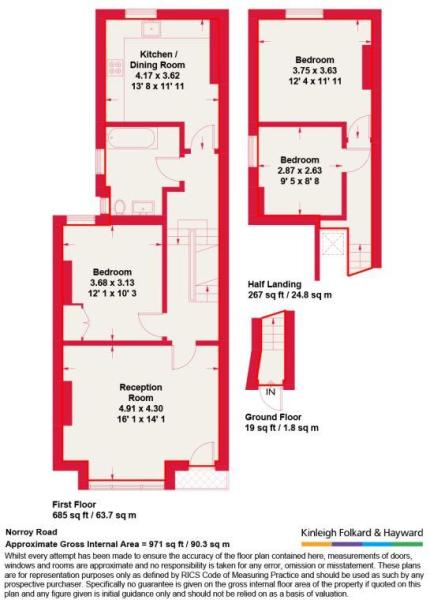 Kitchen /
Dining Room
4.17 x 3.62
13' 8 x 11' 11
Bedroom
3.75 x 3.63
12' 4 x 11' 11
Bedroom
2.87 x 2.63
9' 5 x 8' 8
Bedroom
3.68 x 3.13
12' 1 x 10' 3
Half Landing
267 sq ft / 24.8 sq m
Reception
Room
4.91 x 4.30
16' 1 x 14' 1
IN
Ground Floor
19 sq ft / 1.8 sq m
First Floor
685 sq ft / 63.7 sq m
Norroy Road
Approximate Gross Internal Area = 971 sq ft / 90.3 sq m
Kinleigh Folkard & Hayward
Whilst every attempt has been made to ensure the accuracy of the floor plan contained here, measurements of doors,
windows and rooms are approximate and no responsibility is taken for any error, omission or misstatement. These plans
are for representation purposes only as defined by RICS Code of Measuring Practice and should be used as such by any
prospective purchaser. Specifically no guarantee is given on the gross internal floor area of the property if quoted on this
plan and any figure given is initial guidance only and should not be relied on as a basis of valuation.